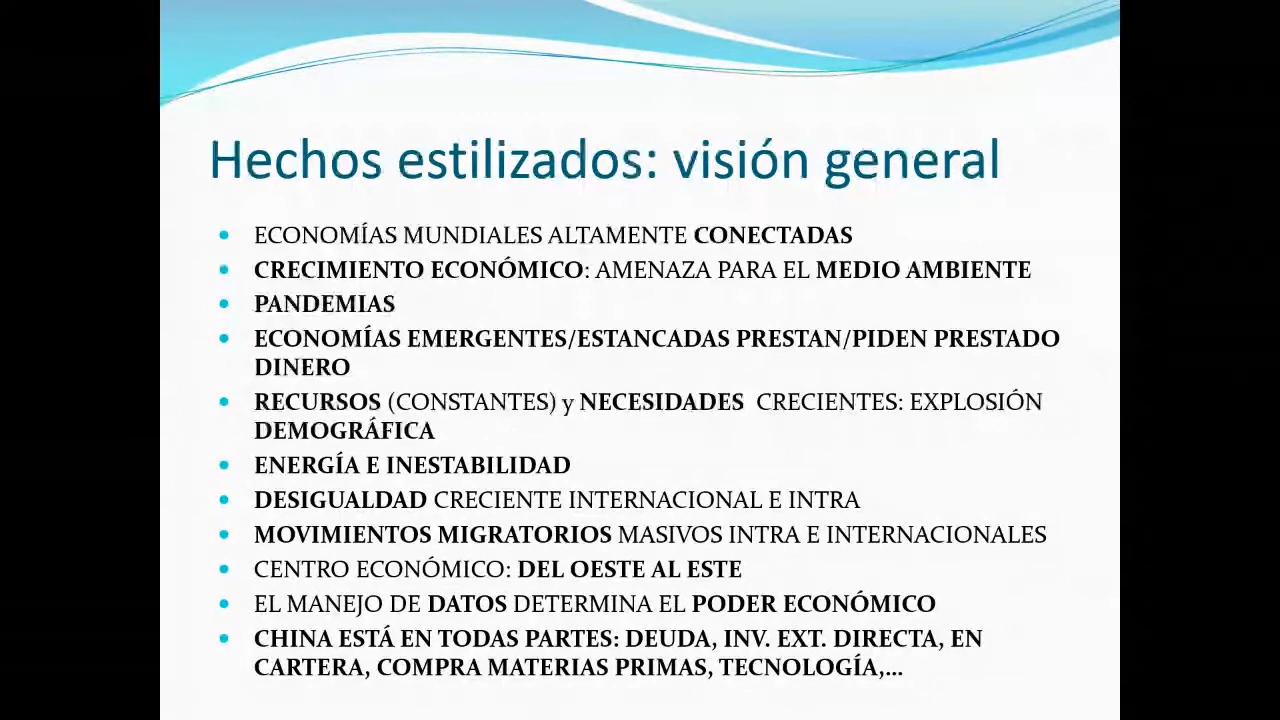 Hechos estilizados: visión general
• ECONOMÍAS MUNDIALES ALTAMENTE CONECTADAS
• CRECIMIENTO ECONÓMICO: AMENAZA PARA EL MEDIO AMBIENTE
• PANDEMIAS
• ECONOMÍAS EMERGENTES/ESTANCADAS PRESTAN/PIDEN PRESTADO
DINERO
• RECURSOS (CONSTANTES) y NECESIDADES CRECIENTES: EXPLOSIÓN
DEMOGRÁFICA
• ENERGÍA E INESTABILIDAD
• DESIGUALDAD CRECIENTE INTERNACIONAL E INTRA
• MOVIMIENTOS MIGRATORIOS MASIVOS INTRA E INTERNACIONALES
• CENTRO ECONÓMICO: DEL OESTE AL ESTE
• EL MANEJO DE DATOS DETERMINA EL PODER ECONÓMICO
• CHINA ESTÁ EN TODAS PARTES: DEUDA, INV. EXT. DIRECTA, EN
CARTERA, COMPRA MATERIAS PRIMAS, TECNOLOGÍA,...